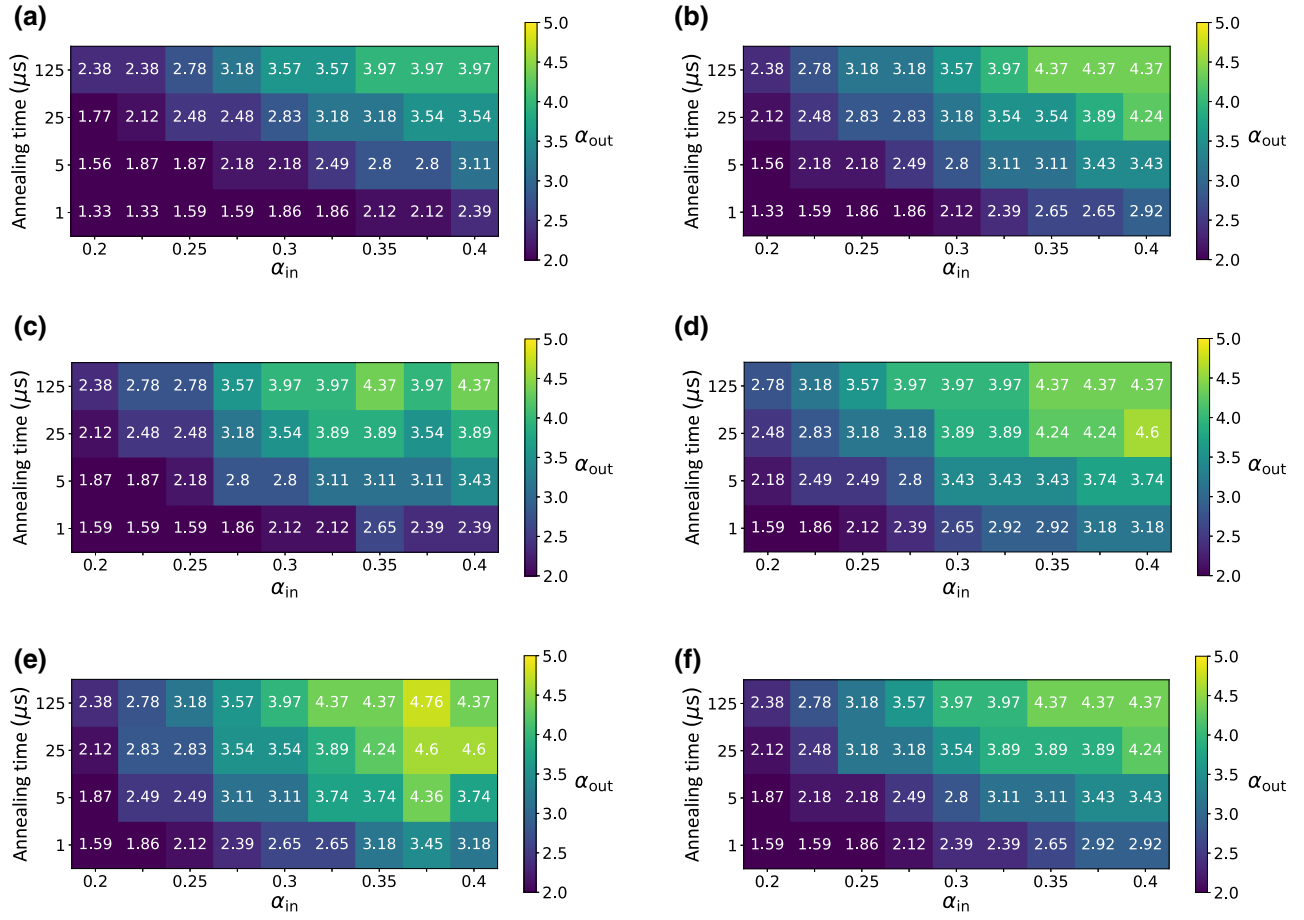 (a)
Annealing time (μs)
125 2.38 2.38 2.78 3.18 3.57 3.57 3.97 3.97 3.97
25 1.77 2.12 2.48 2.48 2.83 3.18 3.18 3.54 3.54
5 1.56 1.87 1.87 2.18 2.18 2.49 2.8 2.8 3.11
1 1.33 1.33 1.59 1.59 1.86 1.86 2.12 2.12 2.39
0.2 0.25 0.3 0.35 0.4
α_in
5.0
4.5
4.0
3.5
3.0
2.5
2.0
α_out
(b)
Annealing time (μs)
125 2.38 2.78 3.18 3.18 3.57 3.97 4.37 4.37 4.37
25 2.12 2.48 2.83 2.83 3.18 3.54 3.54 3.89 4.24
5 1.56 2.18 2.18 2.49 2.8 3.11 3.11 3.43 3.43
1 1.33 1.59 1.86 1.86 2.12 2.39 2.65 2.65 2.92
0.2 0.25 0.3 0.35 0.4
α_in
5.0
4.5
4.0
3.5
3.0
2.5
2.0
α_out
(c)
Annealing time (μs)
125 2.38 2.78 2.78 3.57 3.97 3.97 4.37 3.97 4.37
25 2.12 2.48 2.48 3.18 3.54 3.89 3.89 3.54 3.89
5 1.87 1.87 2.18 2.8 2.8 3.11 3.11 3.11 3.43
1 1.59 1.59 1.59 1.86 2.12 2.12 2.65 2.39 2.39
0.2 0.25 0.3 0.35 0.4
α_in
5.0
4.5
4.0
3.5
3.0
2.5
2.0
α_out
(d)
Annealing time (μs)
125 2.78 3.18 3.57 3.97 3.97 3.97 4.37 4.37 4.37
25 2.48 2.83 3.18 3.18 3.89 3.89 4.24 4.24 4.6
5 2.18 2.49 2.49 2.8 3.43 3.43 3.43 3.74 3.74
1 1.59 1.86 2.12 2.39 2.65 2.92 2.92 3.18 3.18
0.2 0.25 0.3 0.35 0.4
α_in
5.0
4.5
4.0
3.5
3.0
2.5
2.0
α_out
(e)
Annealing time (μs)
125 2.38 2.78 3.18 3.57 3.97 4.37 4.37 4.76 4.37
25 2.12 2.83 2.83 3.54 3.54 3.89 4.24 4.6 4.6
5 1.87 2.49 2.49 3.11 3.11 3.74 3.74 4.36 3.74
1 1.59 1.86 2.12 2.39 2.65 2.65 3.18 3.45 3.18
0.2 0.25 0.3 0.35 0.4
α_in
5.0
4.5
4.0
3.5
3.0
2.5
2.0
α_out
(f)
Annealing time (μs)
125 2.38 2.78 3.18 3.57 3.97 3.97 4.37 4.37 4.37
25 2.12 2.48 3.18 3.18 3.54 3.89 3.89 3.89 4.24
5 1.87 2.18 2.18 2.49 2.8 3.11 3.11 3.43 3.43
1 1.59 1.59 1.86 2.12 2.39 2.39 2.65 2.92 2.92
0.2 0.25 0.3 0.35 0.4
α_in
5.0
4.5
4.0
3.5
3.0
2.5
2.0
α_out